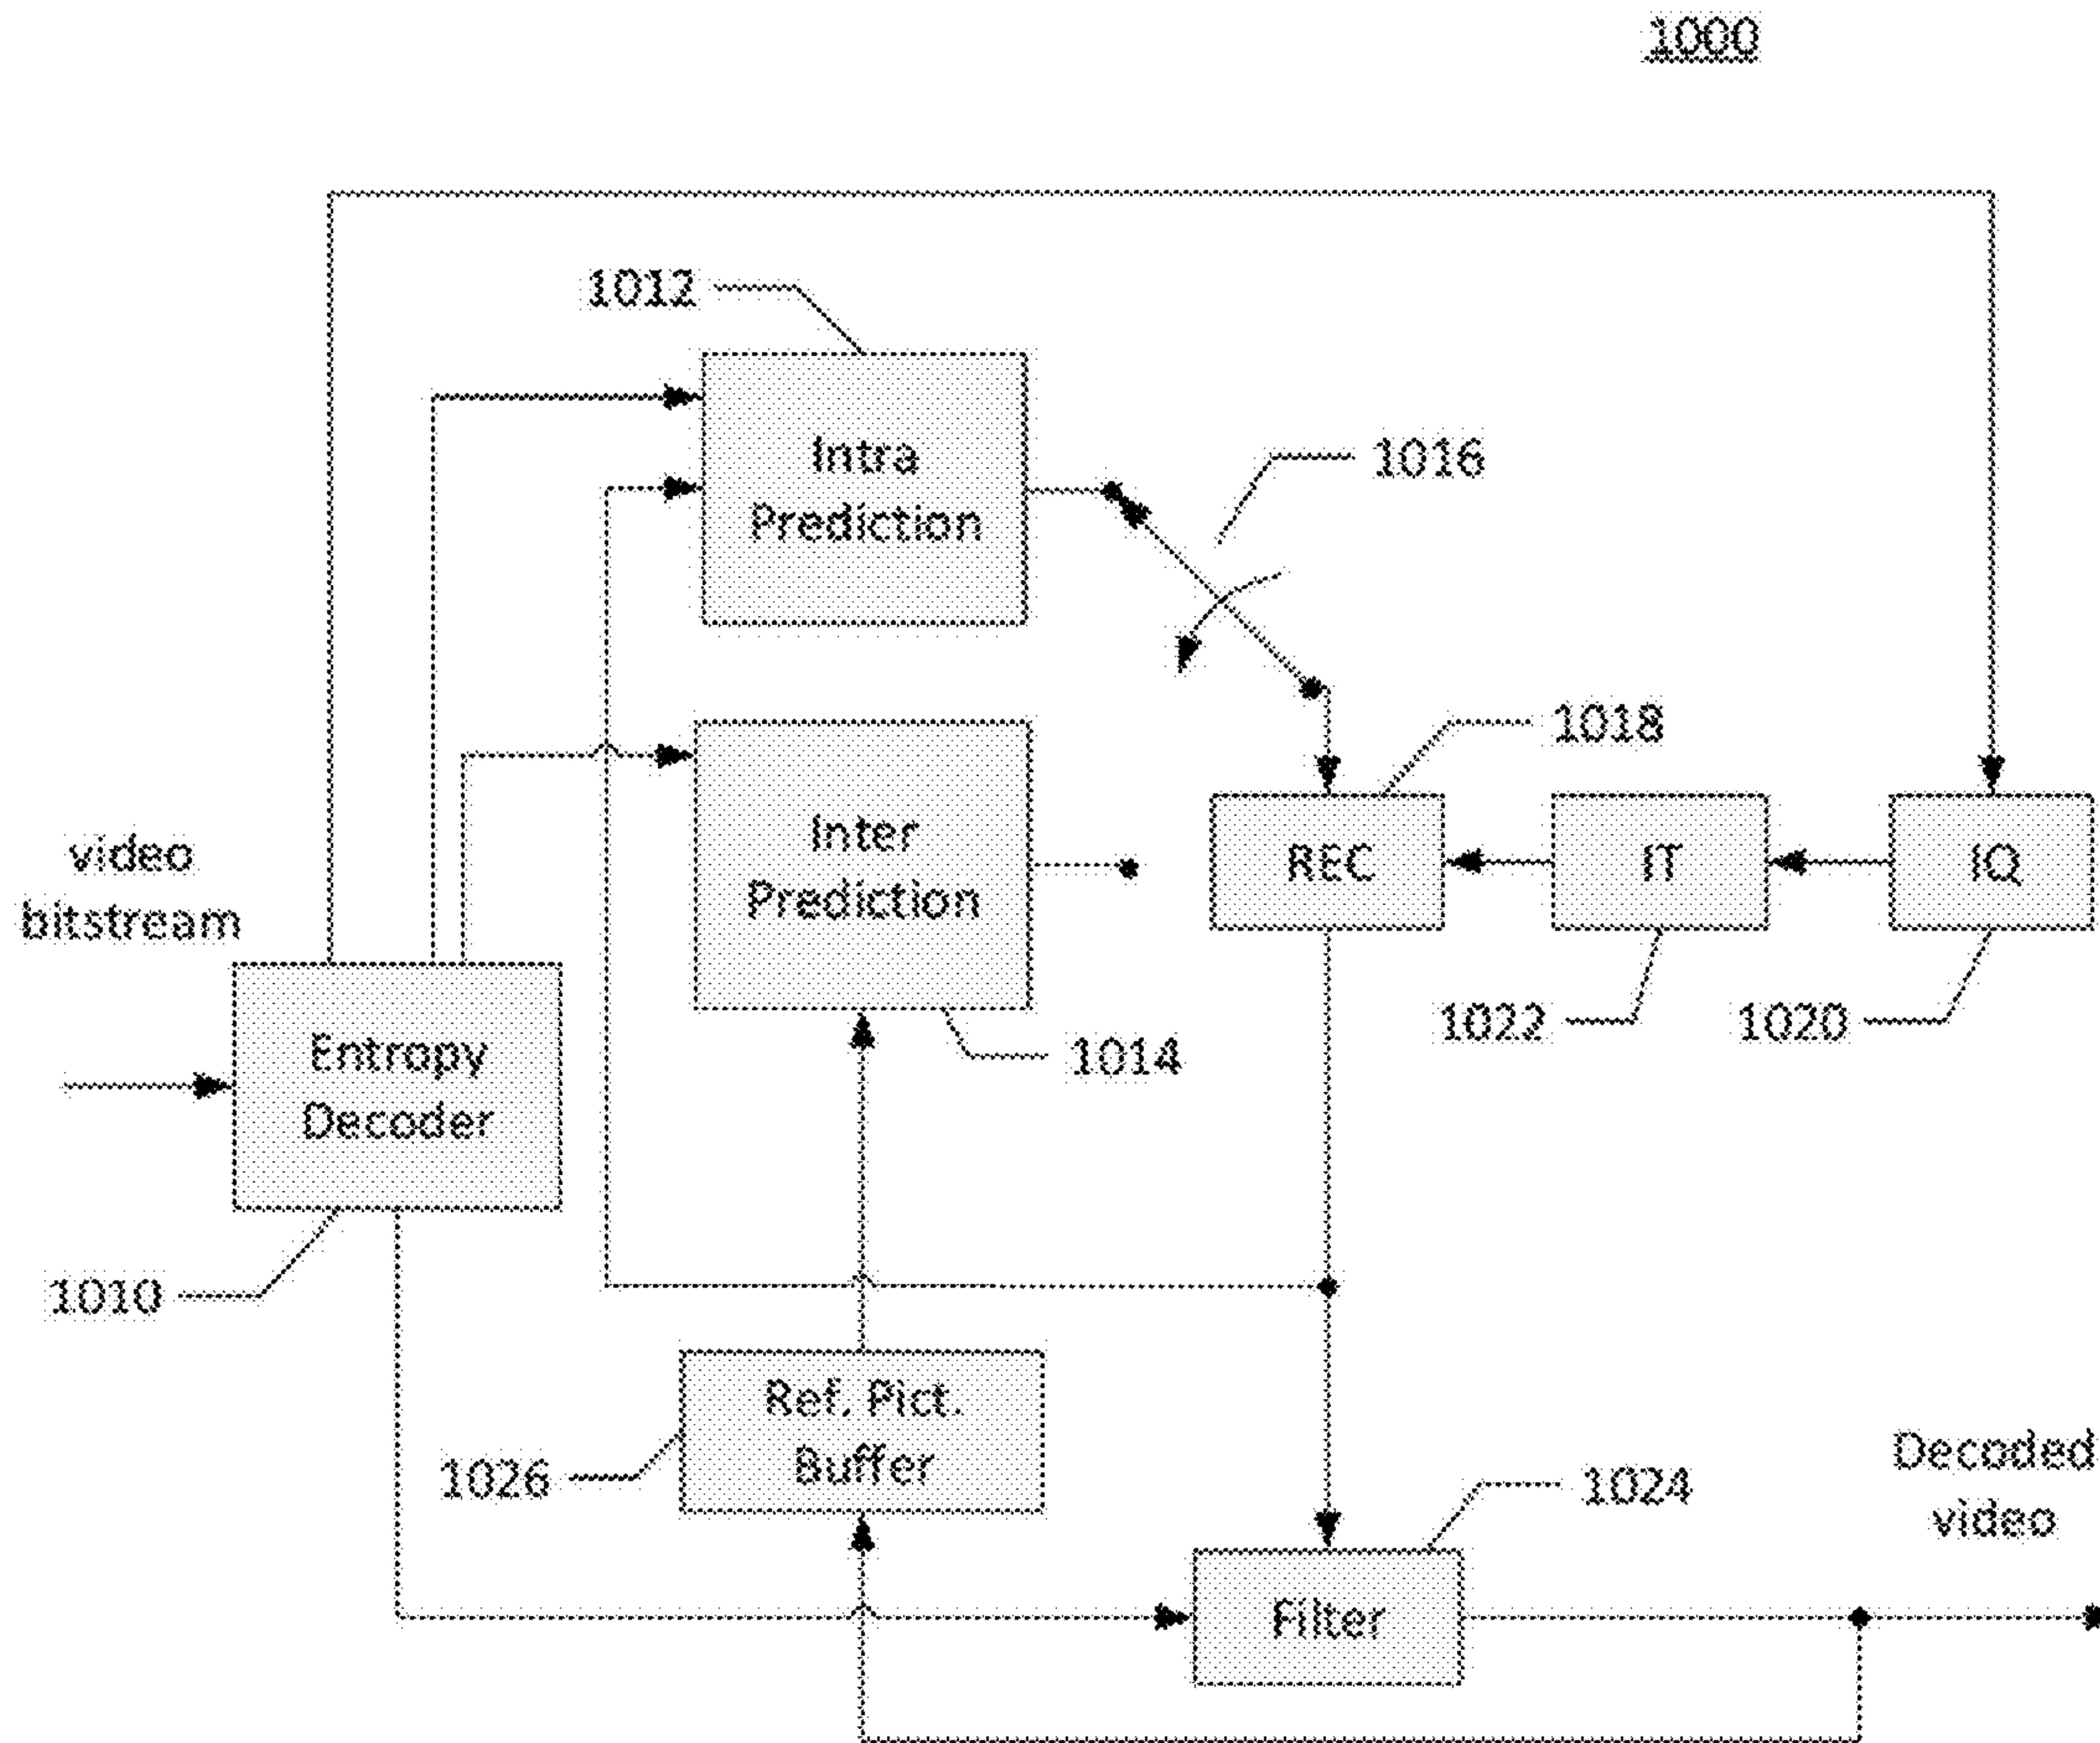 1000
1012
Intra
Prediction
1016
1018
Inter
Prediction
REC
IT
IQ
video
bitstream
1022
1020
1014
Entropy
Decoder
1010
Ref. Pict.
Buffer
1026
1024
Decoded
video
Filter